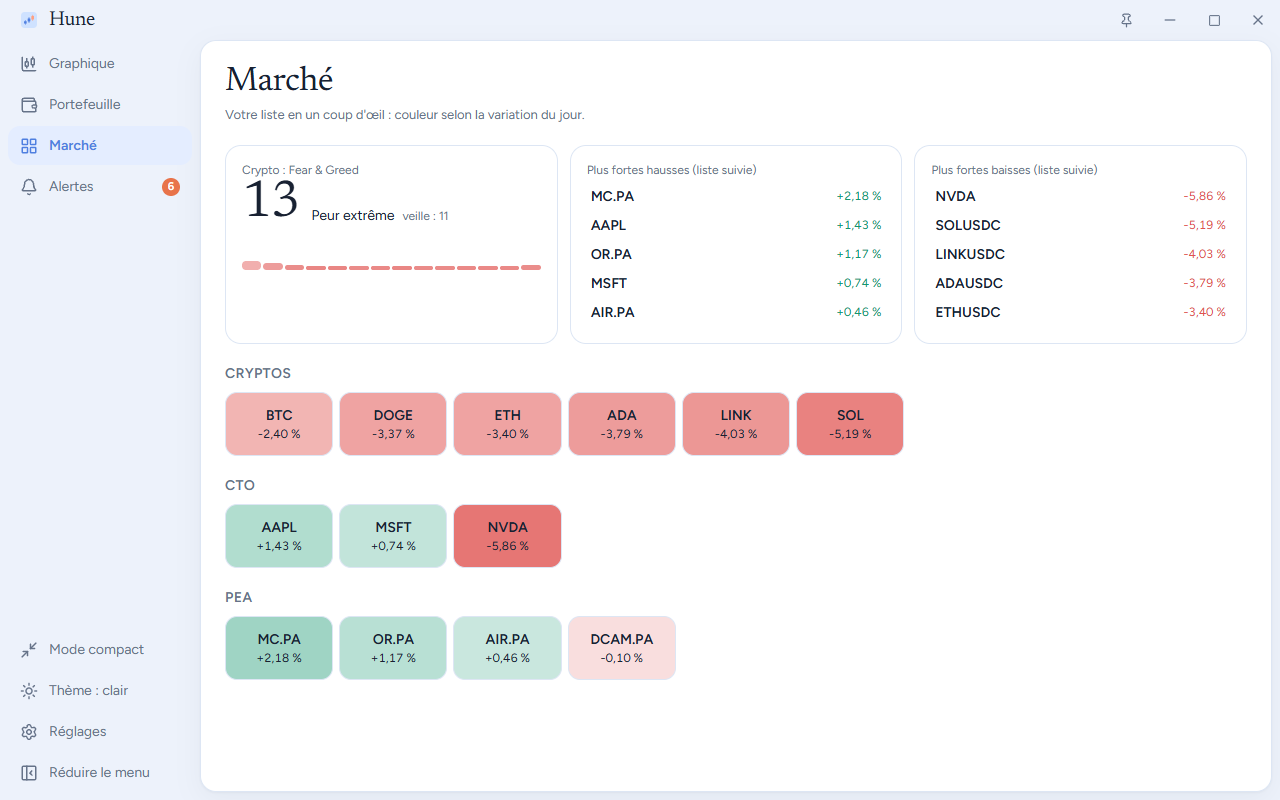 Hune
Graphique
Portefeuille
Marché
Alertes 6
Mode compact
Thème : clair
Réglages
Réduire le menu
Marché
Votre liste en un coup d'œil : couleur selon la variation du jour.
Crypto : Fear & Greed
13 Peur extrême veille : 11
Plus fortes hausses (liste suivie)
MC.PA +2,18 %
AAPL +1,43 %
OR.PA +1,17 %
MSFT +0,74 %
AIR.PA +0,46 %
Plus fortes baisses (liste suivie)
NVDA -5,86 %
SOLUSDC -5,19 %
LINKUSDC -4,03 %
ADAUSDC -3,79 %
ETHUSDC -3,40 %
CRYPTOS
BTC DOGE ETH ADA LINK SOL
-2,40 % -3,37 % -3,40 % -3,79 % -4,03 % -5,19 %
CTO
AAPL MSFT NVDA
+1,43 % +0,74 % -5,86 %
PEA
MC.PA OR.PA AIR.PA DCAM.PA
+2,18 % +1,17 % +0,46 % -0,10 %